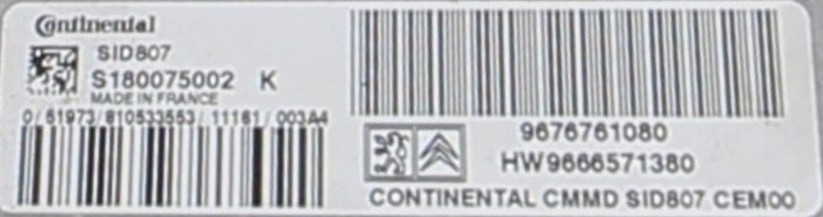 Continental
SID807
S180075002 K
MADE IN FRANCE
0/51973/810533553/11161/003A4
9676761080
HW9666571380
CONTINENTAL CMMD SID807 CEM00